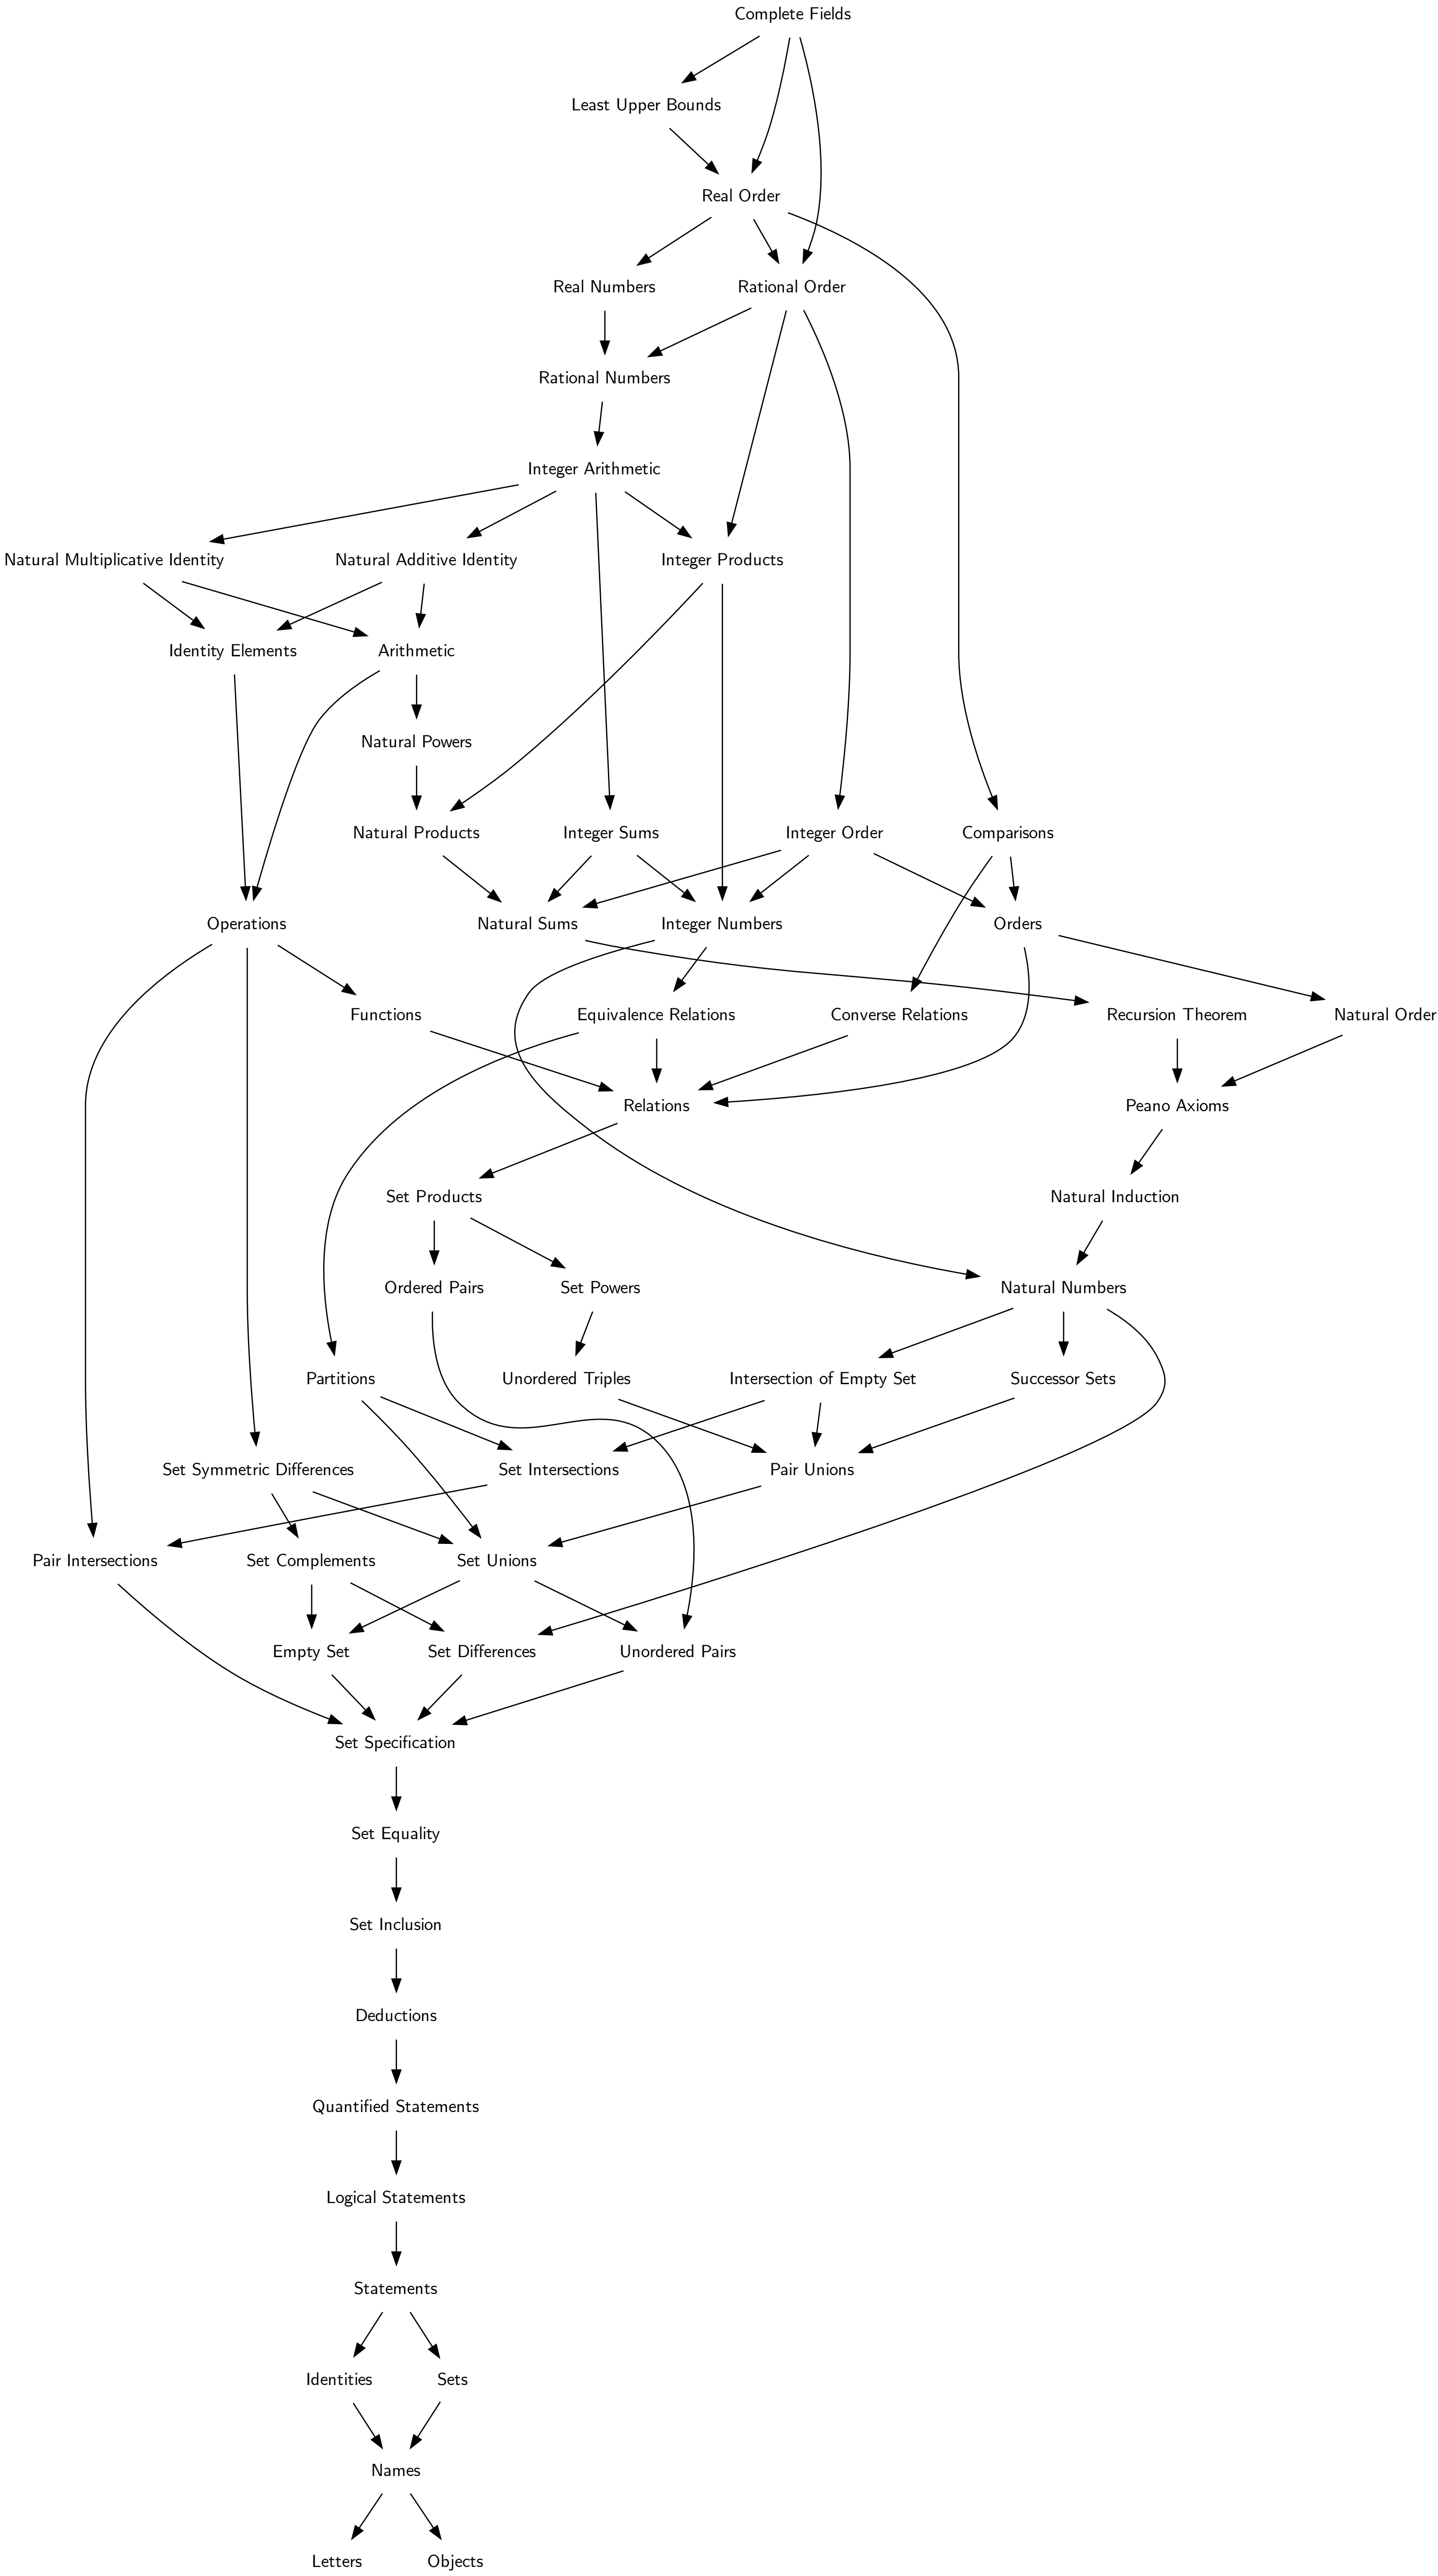 Complete Fields
Least Upper Bounds
Real Order
Real Numbers
Rational Order
Rational Numbers
Integer Arithmetic
Natural Multiplicative Identity
Natural Additive Identity
Integer Products
Identity Elements
Arithmetic
Natural Powers
Natural Products
Integer Sums
Integer Order
Comparisons
Operations
Natural Sums
Integer Numbers
Orders
Functions
Equivalence Relations
Converse Relations
Recursion Theorem
Natural Order
Relations
Peano Axioms
Set Products
Natural Induction
Ordered Pairs
Set Powers
Natural Numbers
Partitions
Unordered Triples
Intersection of Empty Set
Successor Sets
Set Symmetric Differences
Set Intersections
Pair Unions
Pair Intersections
Set Complements
Set Unions
Empty Set
Set Differences
Unordered Pairs
Set Specification
Set Equality
Set Inclusion
Deductions
Quantified Statements
Logical Statements
Statements
Identities
Sets
Names
Letters
Objects